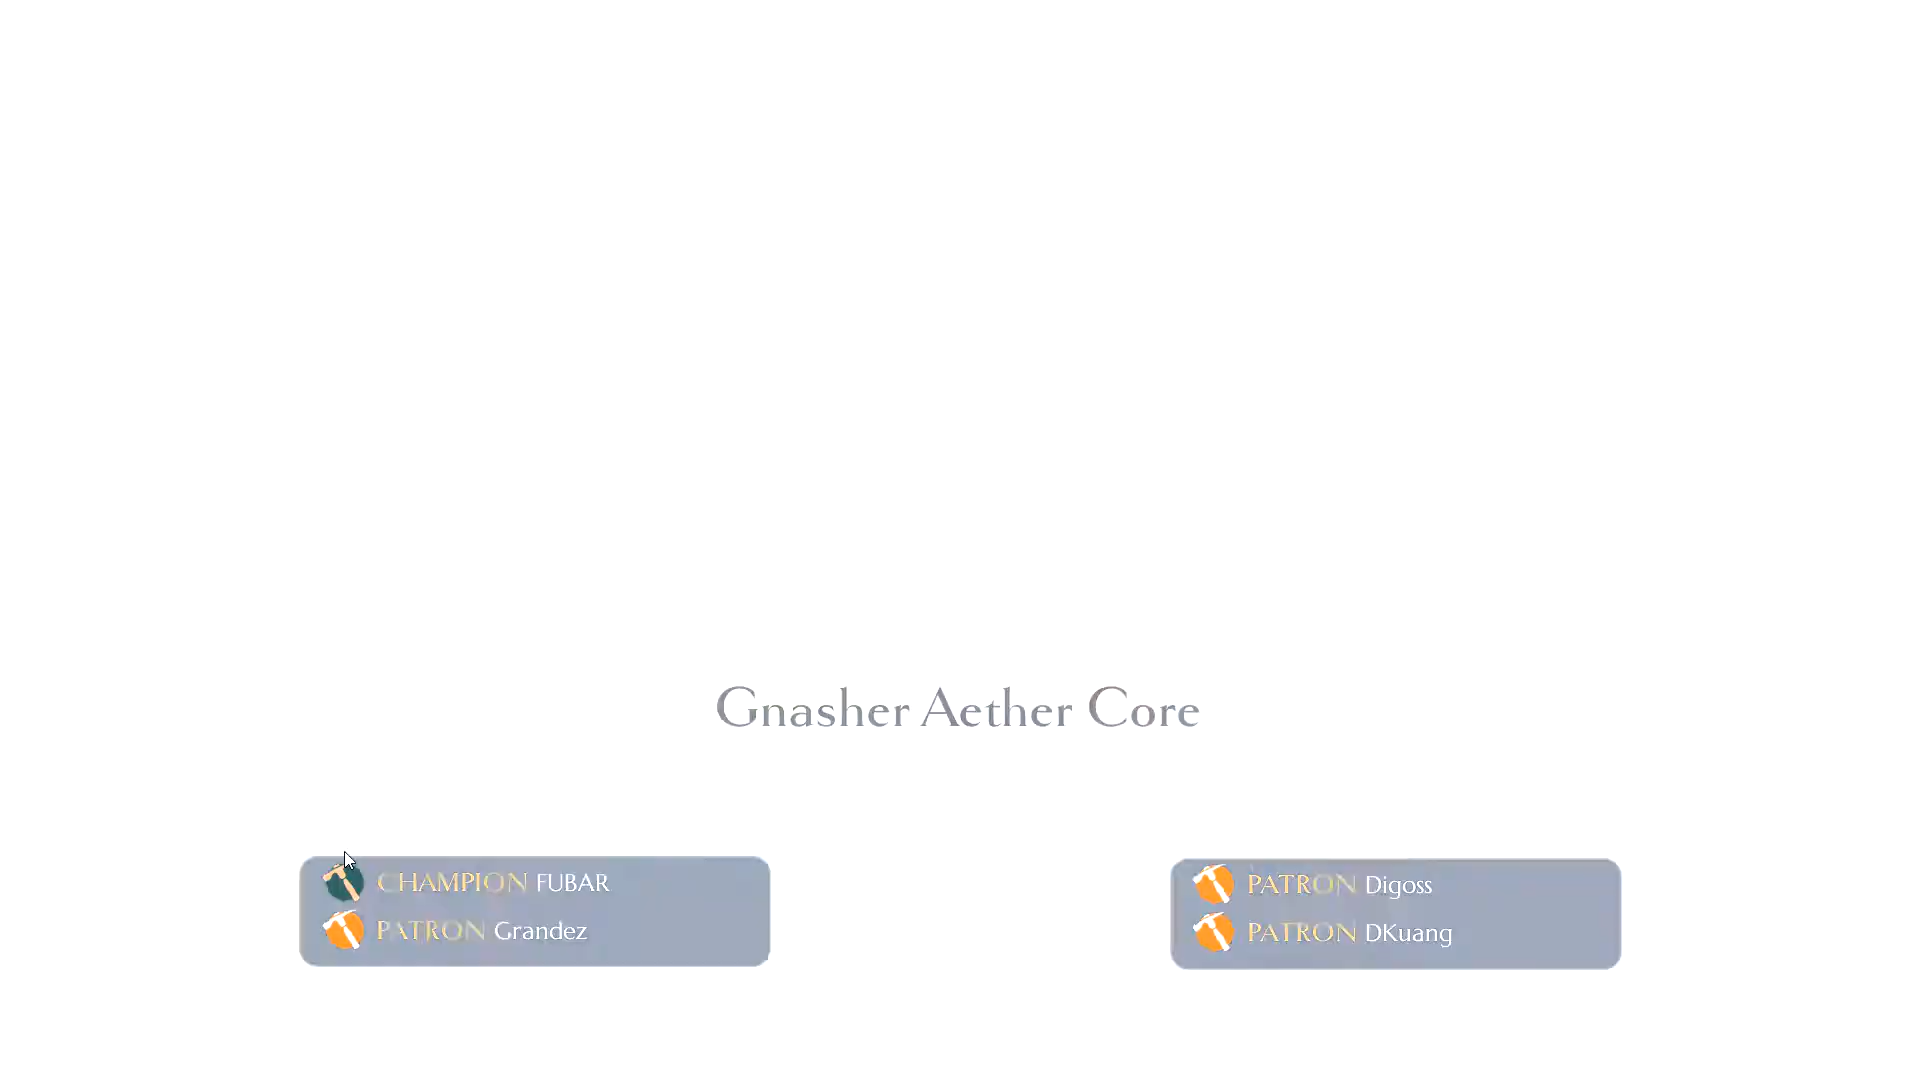 Gnasher Aether Core
CHAMPION FUBAR
PATRON Grandez
PATRON Digoss
PATRON DKuang